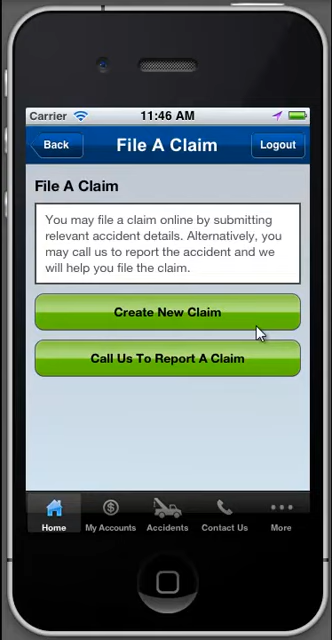 Carrier 11:46 AM
Back File A Claim Logout
File A Claim
You may file a claim online by submitting
relevant accident details. Alternatively, you
may call us to report the accident and we
will help you file the claim.
Create New Claim
Call Us To Report A Claim
Home My Accounts Accidents Contact Us More